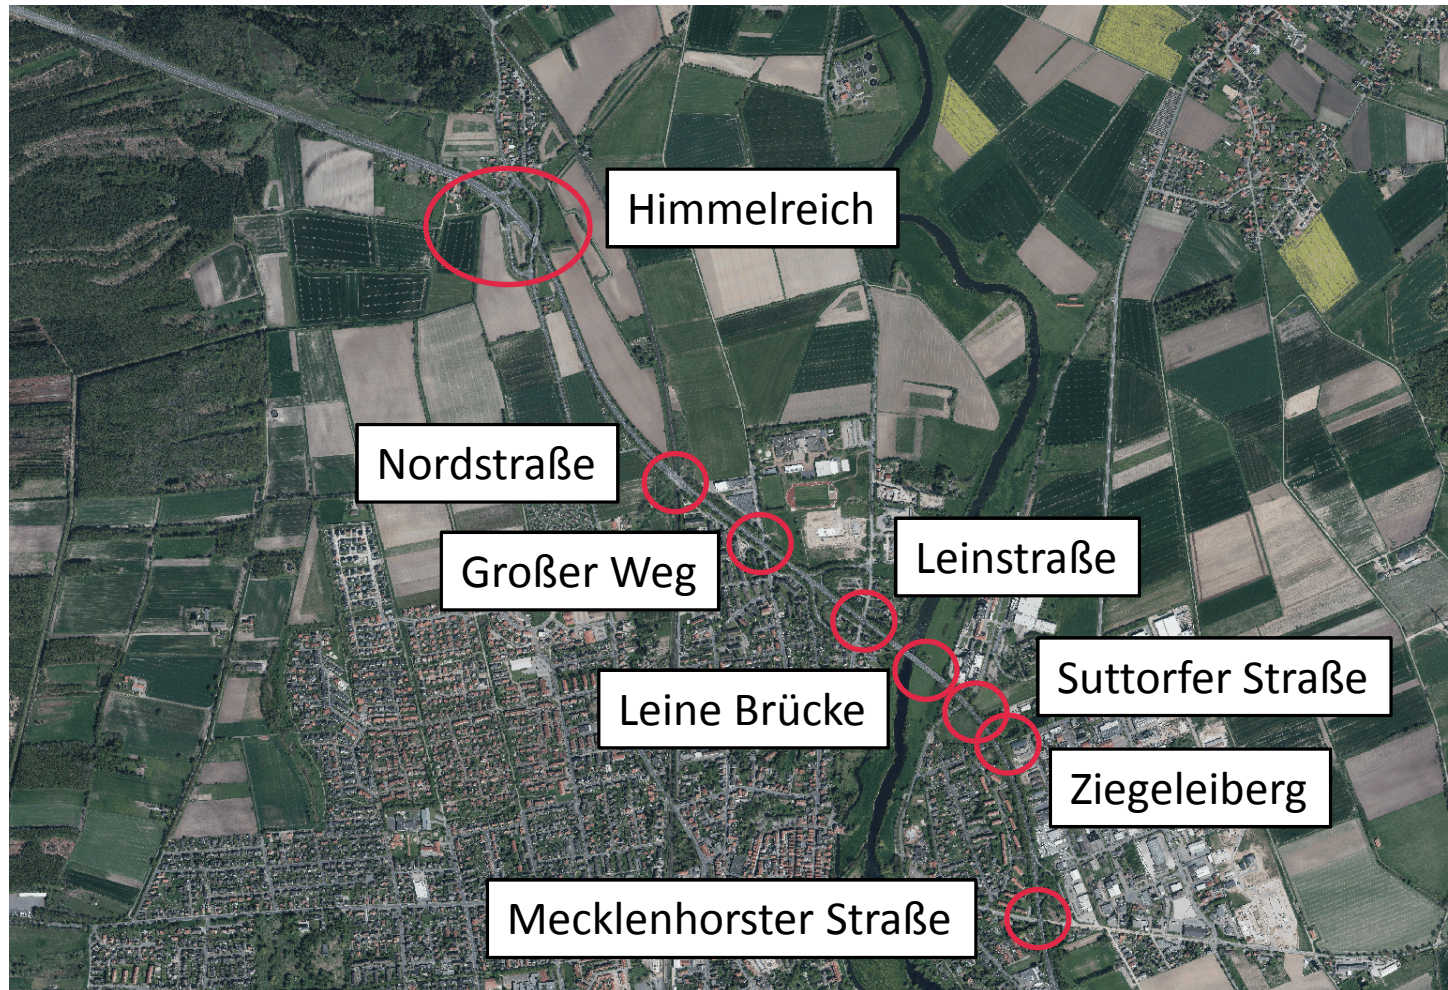 Himmelreich
Nordstraße
Großer Weg
Leinstraße
Suttorfer Straße
Leine Brücke
Ziegeleiberg
Mecklenhorster Straße